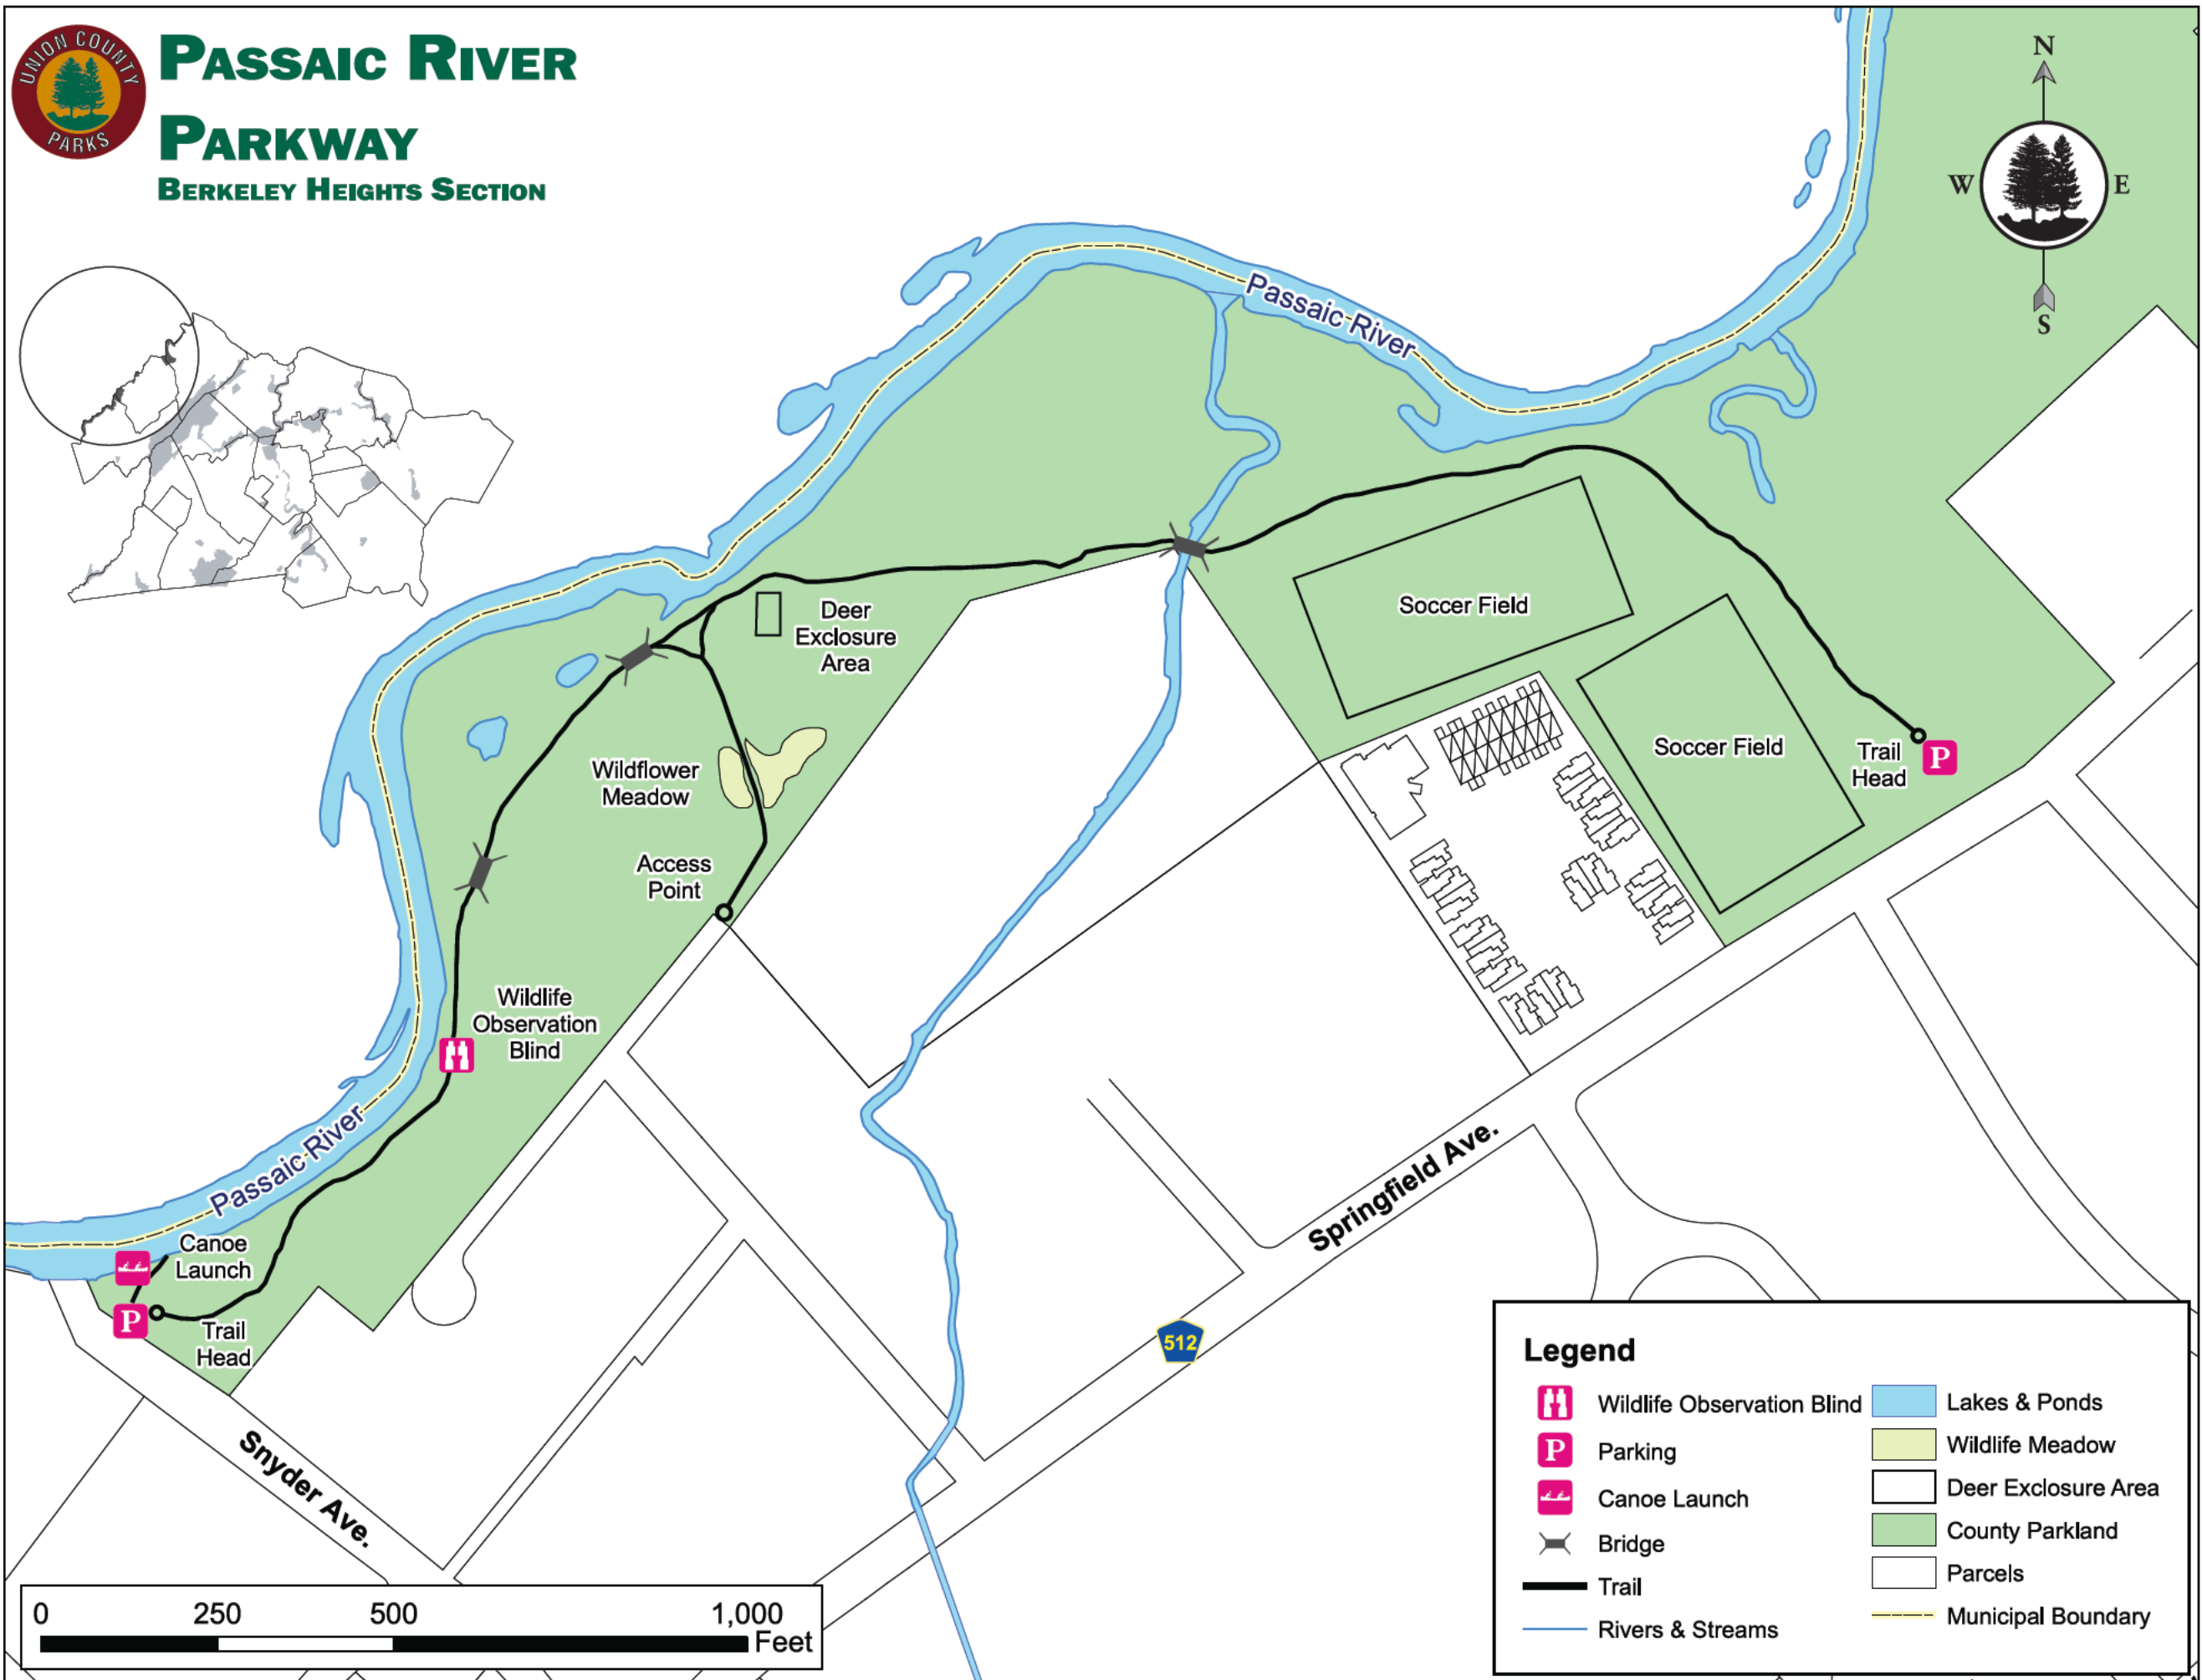 UNION COUNTY
PARKS
PASSAIC RIVER
PARKWAY
BERKELEY HEIGHTS SECTION
N
W
E
S
Passaic River
Deer
Exclosure
Area
Soccer Field
Soccer Field
Trail
Head
P
Wildflower
Meadow
Access
Point
Wildlife
Observation
Blind
Passaic River
Canoe
Launch
P
Trail
Head
Springfield Ave.
512
Snyder Ave.
0 250 500 1,000
Feet
Legend
Wildlife Observation Blind
P Parking
Canoe Launch
Bridge
Trail
Rivers & Streams
Lakes & Ponds
Wildlife Meadow
Deer Exclosure Area
County Parkland
Parcels
Municipal Boundary